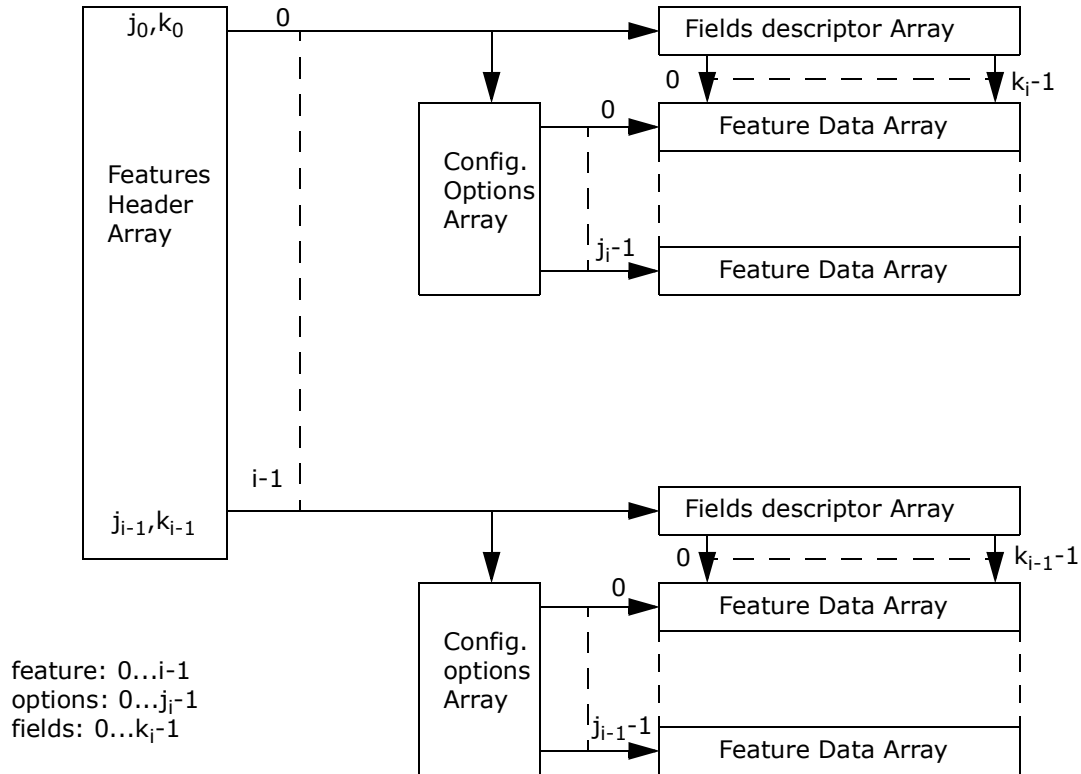 j0,k0
0
Fields descriptor Array
0
ki-1
Features
Header
Array
Config.
Options
Array
0
Feature Data Array
ji-1
Feature Data Array
i-1
ji-1,ki-1
Fields descriptor Array
0
ki-1-1
Config.
options
Array
0
Feature Data Array
ji-1-1
Feature Data Array
feature: 0...i-1
options: 0...ji-1
fields: 0...ki-1